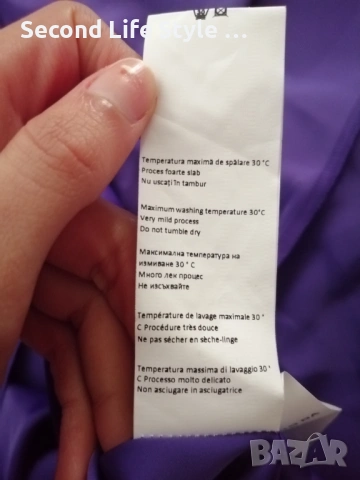 Second Life Style ...
Temperatura maximă de spălare 30 °C
Proces foarte slab
Nu uscați în tambur
Maximum washing temperature 30°C
Very mild process
Do not tumble dry
Максимална температура на
измиване 30 ° C
Много лек процес
Не изсъхвайте
Température de lavage maximale 30 °
C Procédure très douce
Ne pas sécher en sèche-linge
Temperatura massima di lavaggio 30 °
C Processo molto delicato
Non asciugare in asciugatrice
BAZAR